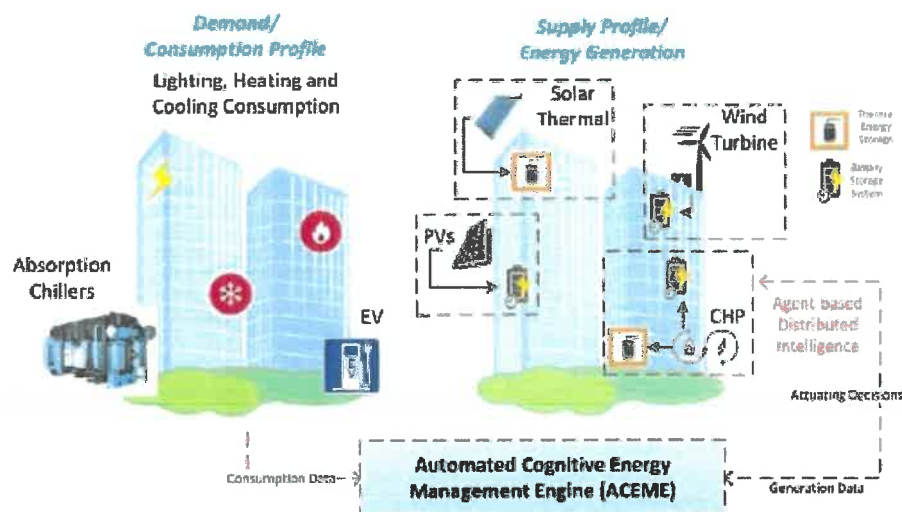 Demand/
Consumption Profile
Lighting, Heating and
Cooling Consumption
Supply Profile/
Energy Generation
Solar
Thermal
Wind
Turbine
Thermal
Energy
Storage
Battery
Storage
System
PVs
Absorption
Chillers
EV
CHP
Agent based
Distributed
Intelligence
Actuating Decisions
Consumption Data
Automated Cognitive Energy
Management Engine (ACEME)
Generation Data